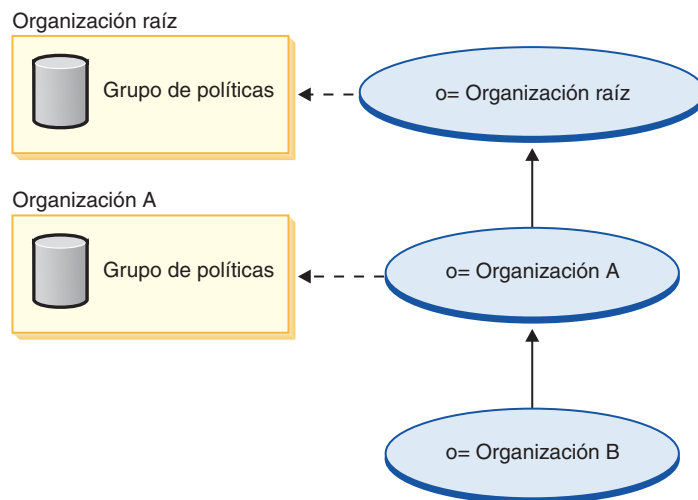 Organización raíz
Grupo de políticas
o= Organización raíz
Organización A
Grupo de políticas
o= Organización A
o= Organización B